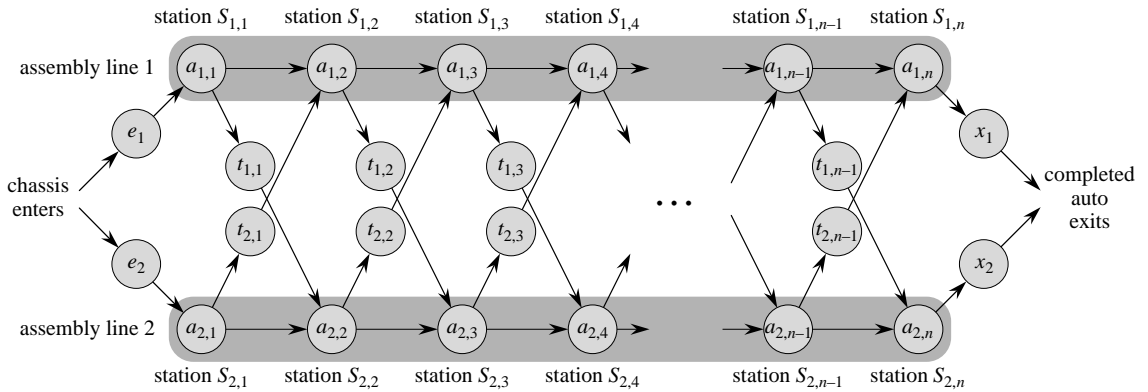 station S1,1 station S1,2 station S1,3 station S1,4 station S1,n–1 station S1,n
assembly line 1 a1,1 a1,2 a1,3 a1,4 a1,n–1 a1,n
e1 x1
t1,1 t1,2 t1,3 t1,n–1
chassis enters
...
completed auto exits
t2,1 t2,2 t2,3 t2,n–1
e2 x2
assembly line 2 a2,1 a2,2 a2,3 a2,4 a2,n–1 a2,n
station S2,1 station S2,2 station S2,3 station S2,4 station S2,n–1 station S2,n